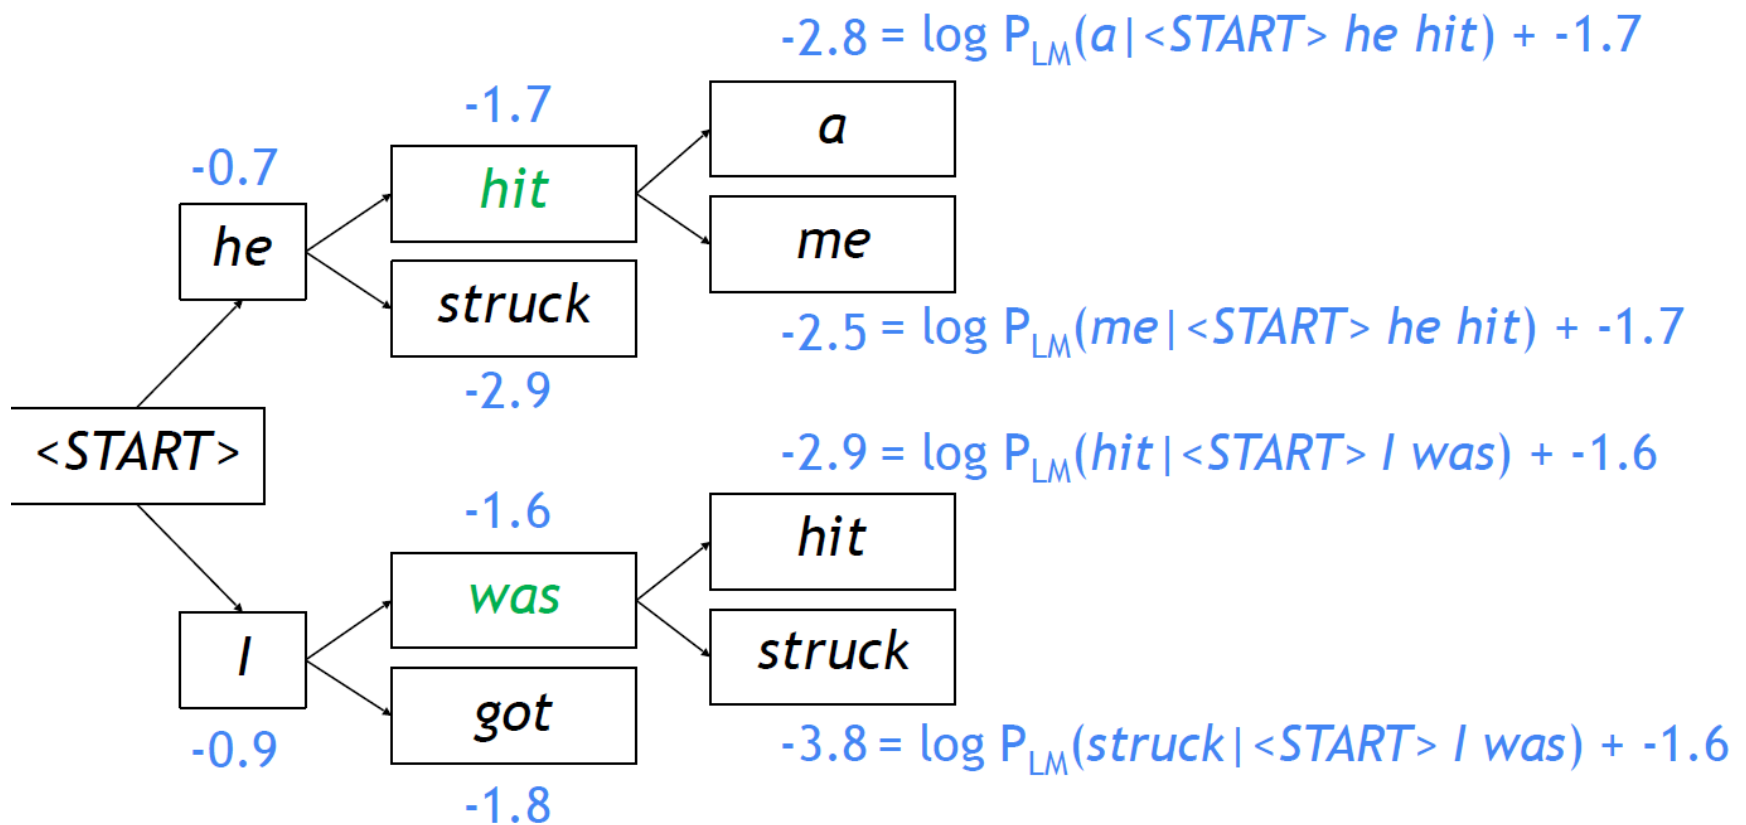 -2.8 = log P_LM(a|<START> he hit) + -1.7
-1.7
a
-0.7
hit
he
me
struck
-2.5 = log P_LM(me|<START> he hit) + -1.7
-2.9
<START>
-2.9 = log P_LM(hit|<START> I was) + -1.6
-1.6
hit
was
I
struck
got
-0.9
-3.8 = log P_LM(struck|<START> I was) + -1.6
-1.8